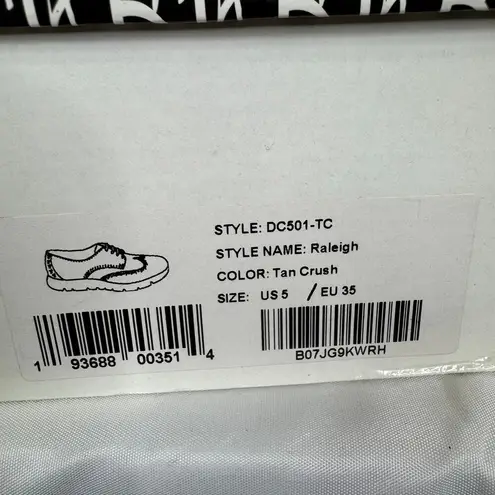 STYLE: DC501-TC
STYLE NAME: Raleigh
COLOR: Tan Crush
SIZE: US 5 / EU 35
1 93688 00351 4
B07JG9KWRH